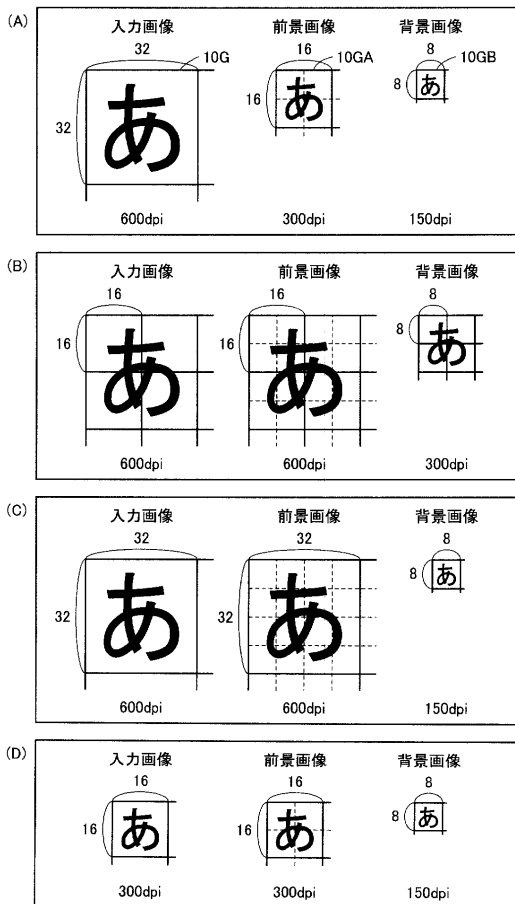 (A)
入力画像 前景画像 背景画像
32 16 8
10G 10GA 10GB
32 あ 16 あ 8 あ
600dpi 300dpi 150dpi
(B)
入力画像 前景画像 背景画像
16 16 8
16 あ 16 あ 8 あ
600dpi 600dpi 300dpi
(C)
入力画像 前景画像 背景画像
32 32 8
32 あ 32 あ 8 あ
600dpi 600dpi 150dpi
(D)
入力画像 前景画像 背景画像
16 16 8
16 あ 16 あ 8 あ
300dpi 300dpi 150dpi